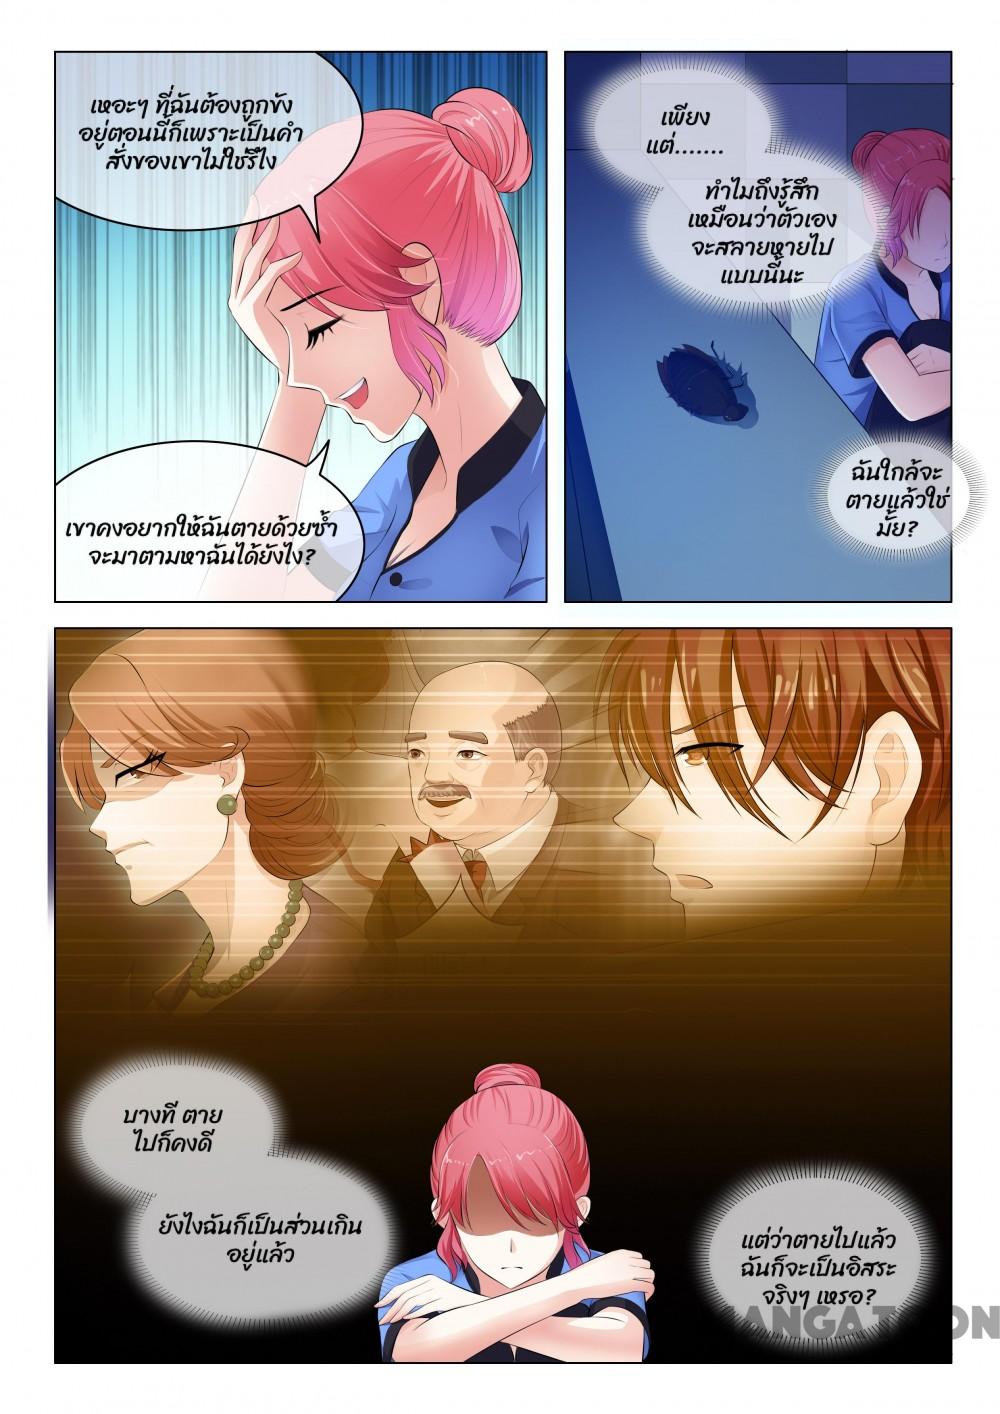 เหอะๆ ที่ฉันต้องถูกขัง
อยู่ตอนนี้ก็เพราะเป็นคำ
สั่งของเขาไม่ใช่รึไง
เขาคงอยากให้ฉันตายด้วยซ้ำ
จะมาตามหาฉันได้ยังไง?
เพียง
แต่.......
ทำไมถึงรู้สึก
เหมือนว่าตัวเอง
จะสลายหายไป
แบบนี้นะ
ฉันใกล้จะ
ตายแล้วใช่
มั้ย?
บางที ตาย
ไปก็คงดี
ยังไงฉันก็เป็นส่วนเกิน
อยู่แล้ว
แต่ว่าตายไปแล้ว
ฉันก็จะเป็นอิสระ
จริงๆ เหรอ?